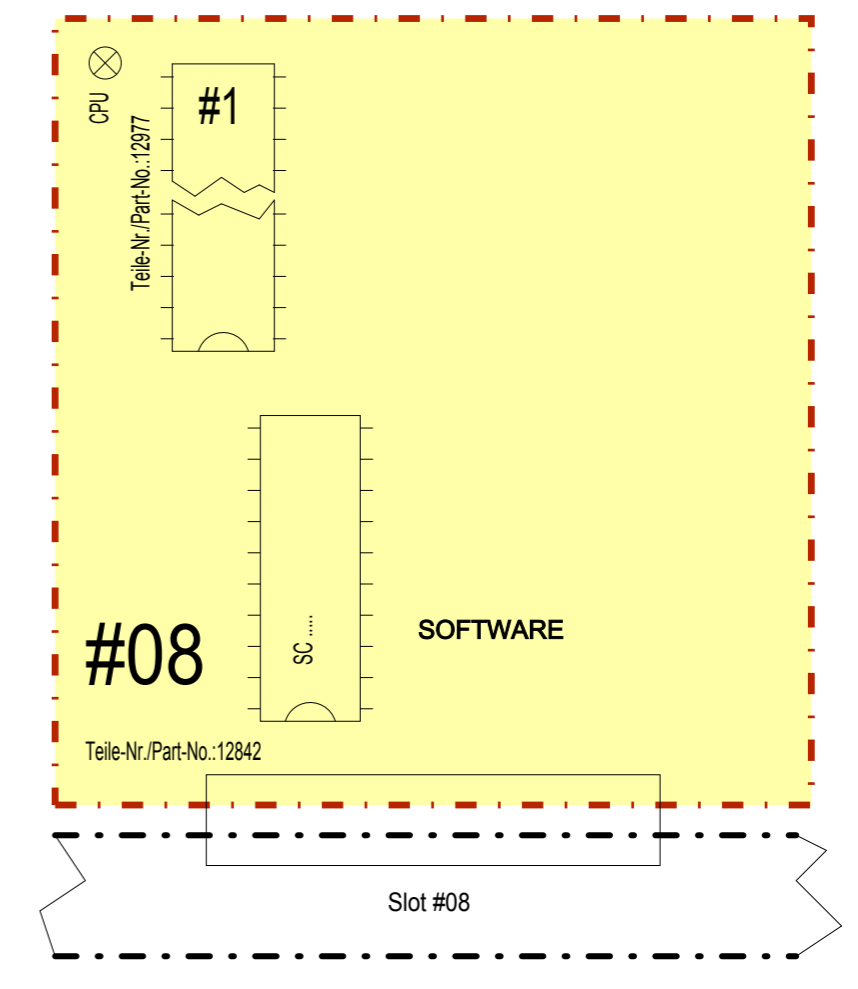 CPU
#1
Teile-Nr./Part-No.:12977
SC .....
SOFTWARE
#08
Teile-Nr./Part-No.:12842
Slot #08